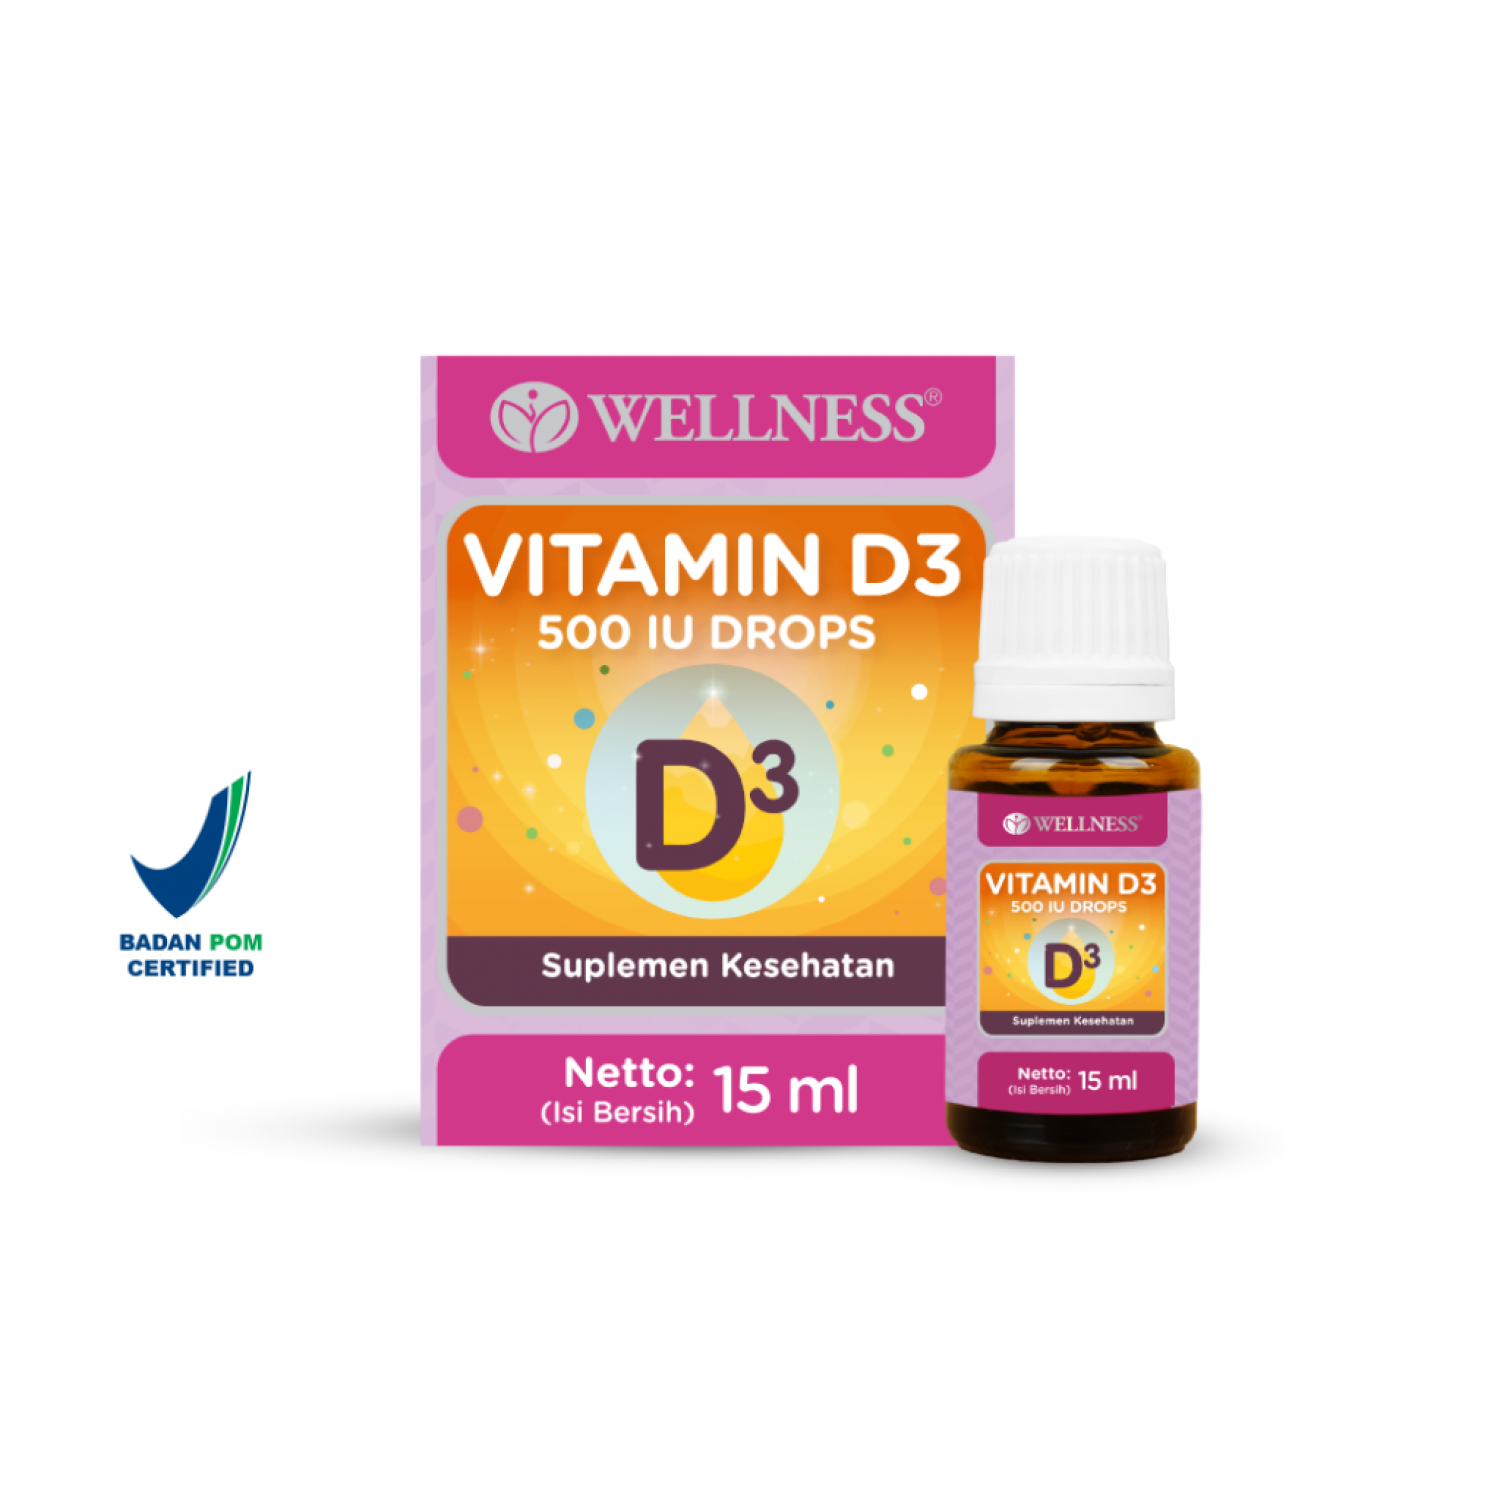 WELLNESS®
VITAMIN D3
500 IU DROPS
D³
Suplemen Kesehatan
Netto: 15 ml
(Isi Bersih)
WELLNESS®
VITAMIN D3
500 IU DROPS
D³
Suplemen Kesehatan
Netto: 15 ml
(Isi Bersih)
BADAN POM
CERTIFIED